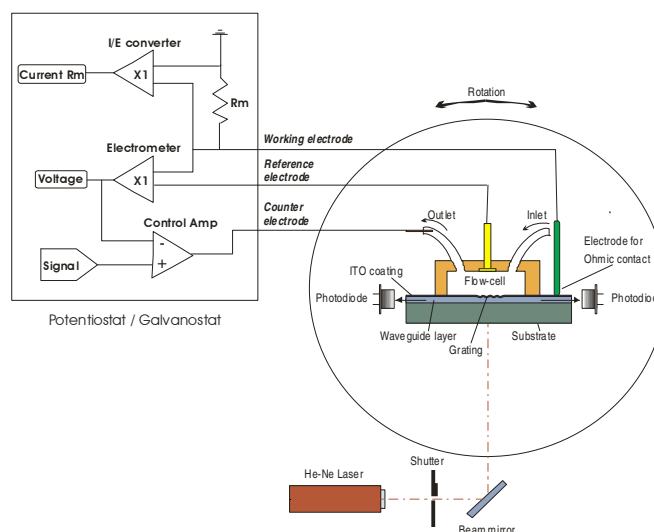 I/E converter
Current Rm
X1
Rm
Rotation
Electrometer
Working electrode
Reference
electrode
Voltage
X1
Control Amp
Counter
electrode
Outlet
Inlet
-
+
Signal
Electrode for
Ohmic contact
ITO coating
Flow-cell
Photodiode
Photodiode
Potentiostat / Galvanostat
Waveguide layer
Substrate
Grating
Shutter
He-Ne Laser
Beam mirror